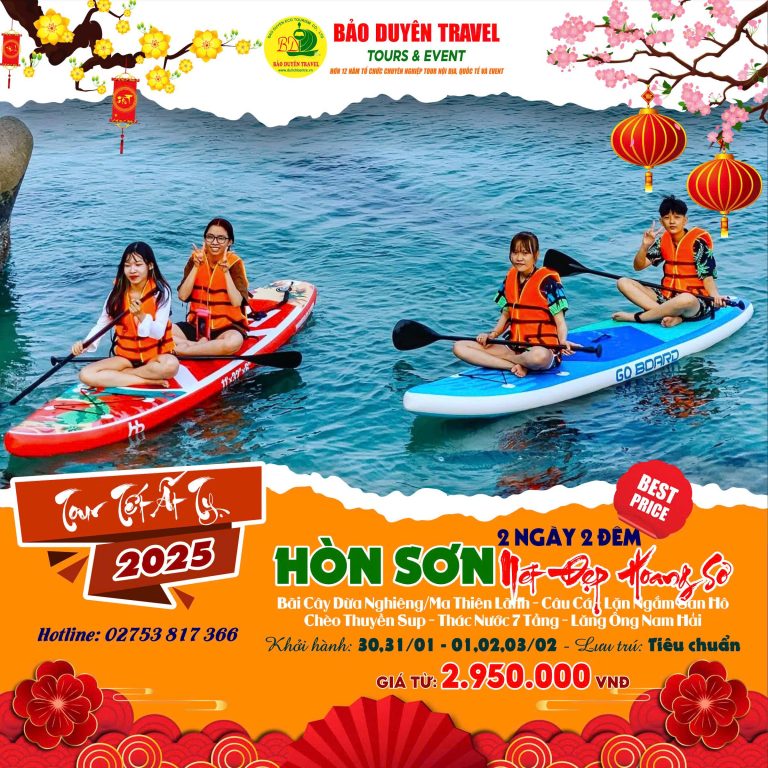 BẢO DUYÊN TRAVEL
TOURS & EVENT
HƠN 12 NĂM TỔ CHỨC CHUYÊN NGHIỆP TOUR NỘI ĐỊA, QUỐC TẾ VÀ EVENT
BẢO DUYÊN TRAVEL
GO BOARD
Tour Tết Ất Tỵ
2025
BEST
PRICE
2 NGÀY 2 ĐÊM
HÒN SƠN Nét Đẹp Hoang Sơ
Bãi Cây Dừa Nghiêng/Ma Thiên Lãnh - Câu Cá, Lặn Ngắm San Hô
Chèo Thuyền Sup - Thác Nước 7 Tầng - Lăng Ông Nam Hải
Hotline: 02753 817 366
Khởi hành: 30,31/01 - 01,02,03/02 - Lưu trú: Tiêu chuẩn
GIÁ TỪ: 2.950.000 VNĐ